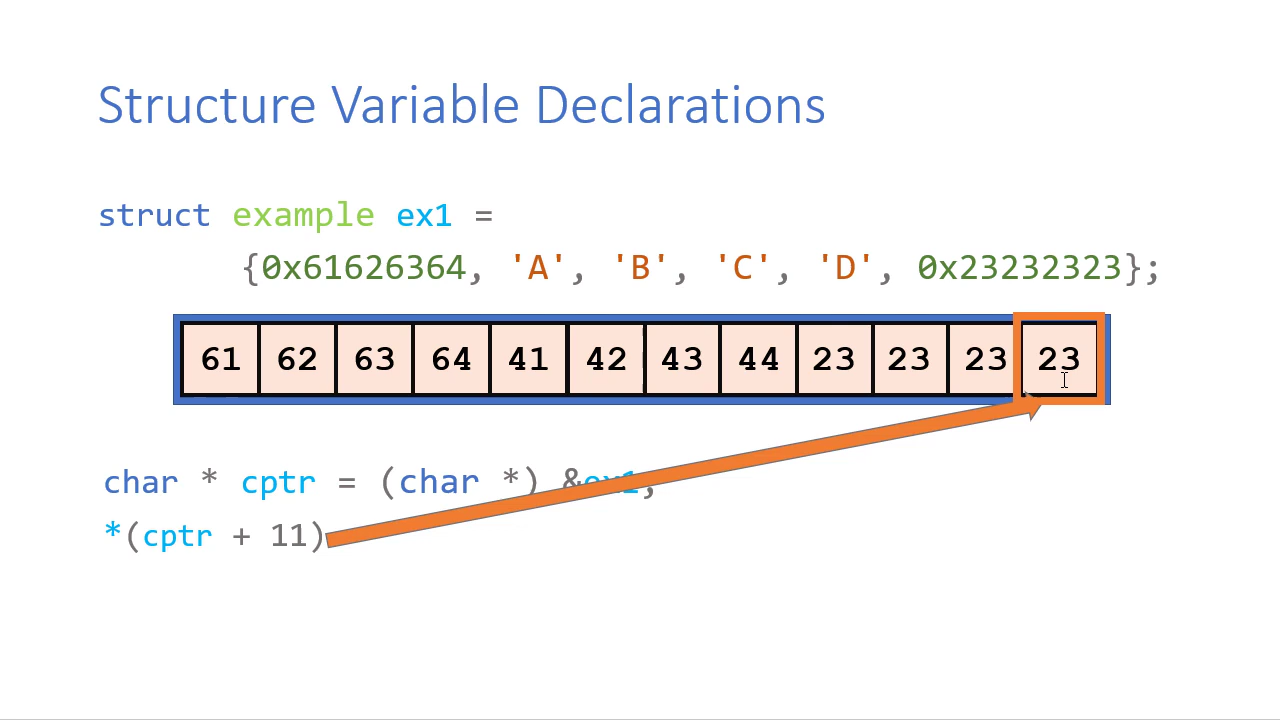 Structure Variable Declarations
struct example ex1 =
{0x61626364, 'A', 'B', 'C', 'D', 0x23232323};
61 62 63 64 41 42 43 44 23 23 23 23
char * cptr = (char *) &ex1;
*(cptr + 11)